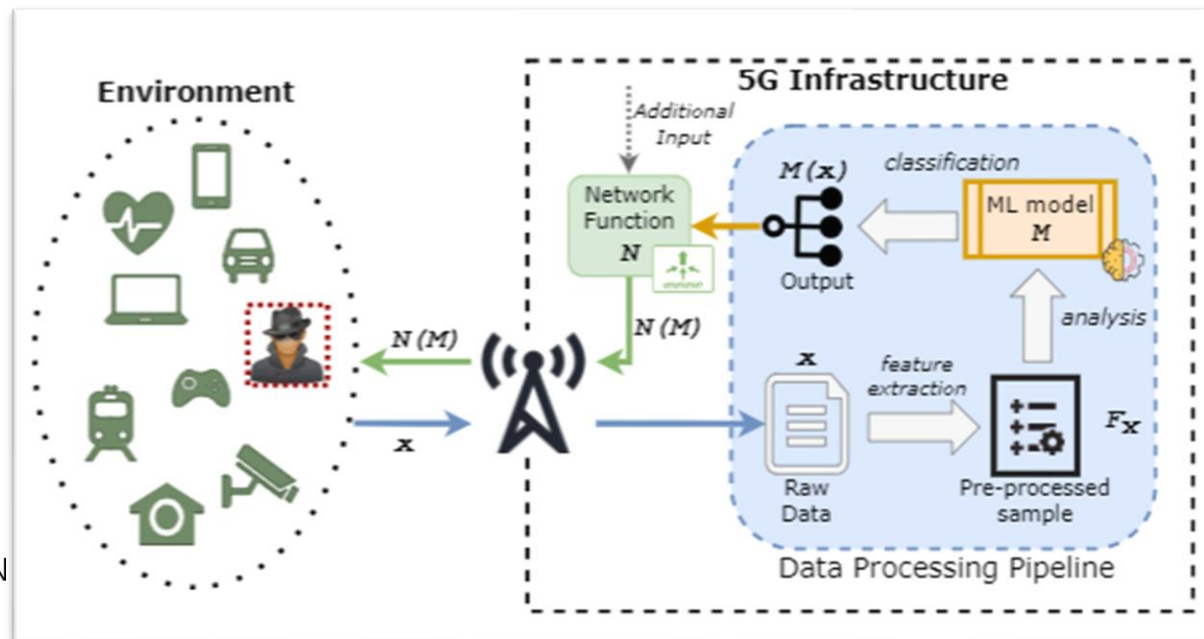 Environment
5G Infrastructure
Additional
Input
Network
Function
N
M(x)
Output
classification
ML model
M
analysis
N(M)
N(M)
x
x
feature
extraction
Fx
Raw
Data
Pre-processed
sample
Data Processing Pipeline
N